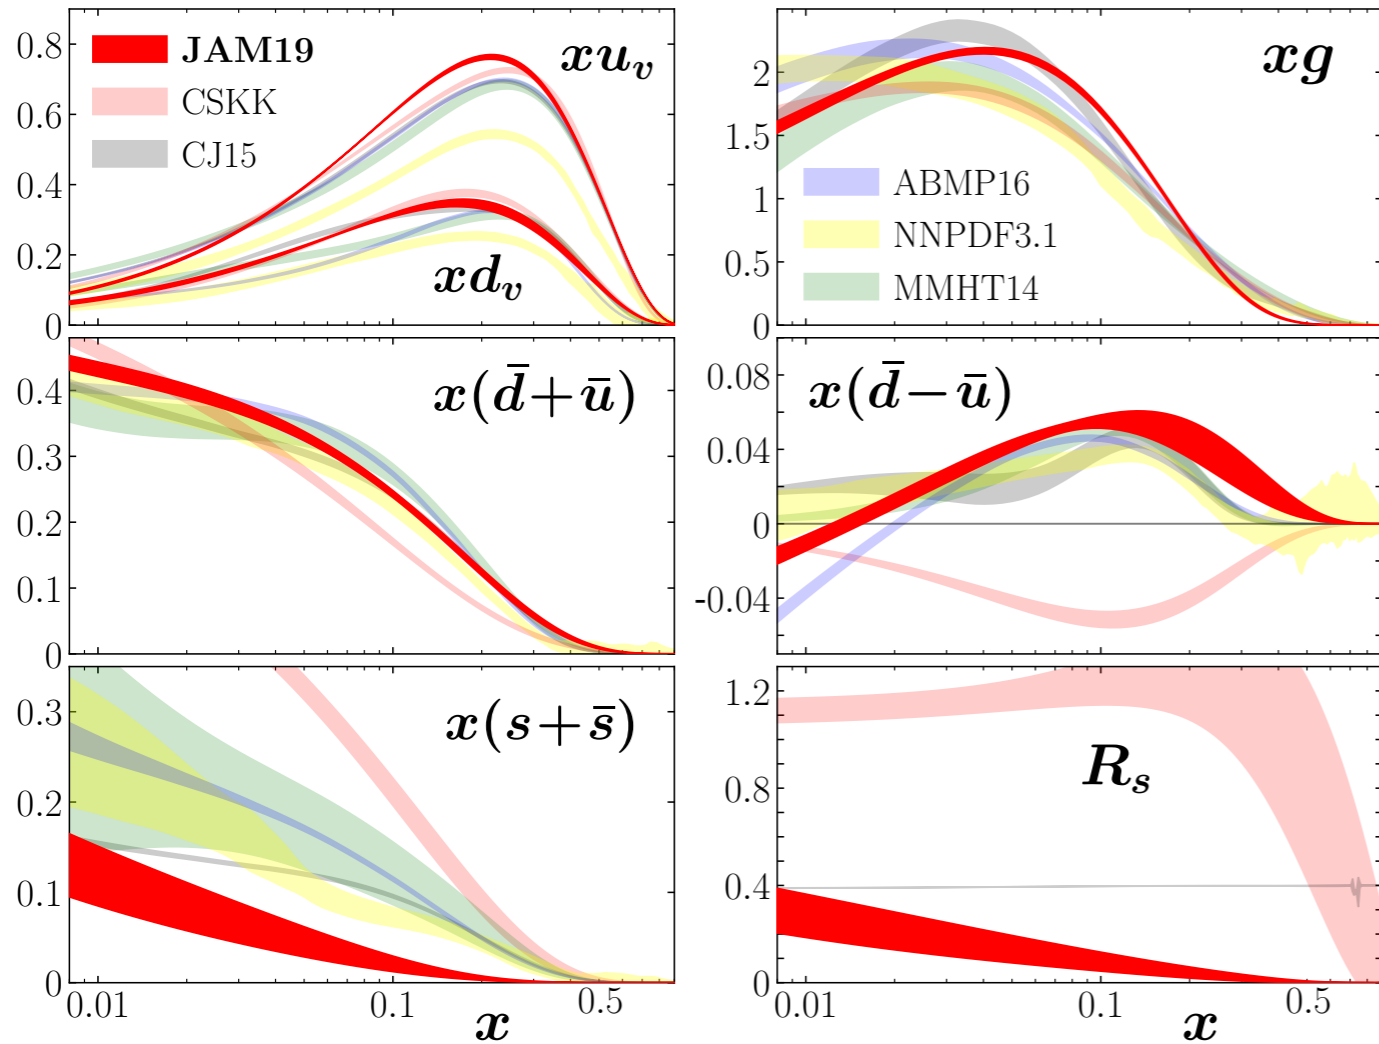 0.8
0.6
0.4
0.2
0
JAM19
CSKK
CJ15
xu_v
xd_v
2
1.5
1
0.5
0
xg
ABMP16
NNPDF3.1
MMHT14
0.4
0.3
0.2
0.1
0
x(d̄+ū)
0.08
0.04
0
-0.04
x(d̄−ū)
0.3
0.2
0.1
0
x(s+s̄)
0.01 0.1 0.5
x
1.2
0.8
0.4
0
R_s
0.01 0.1 0.5
x